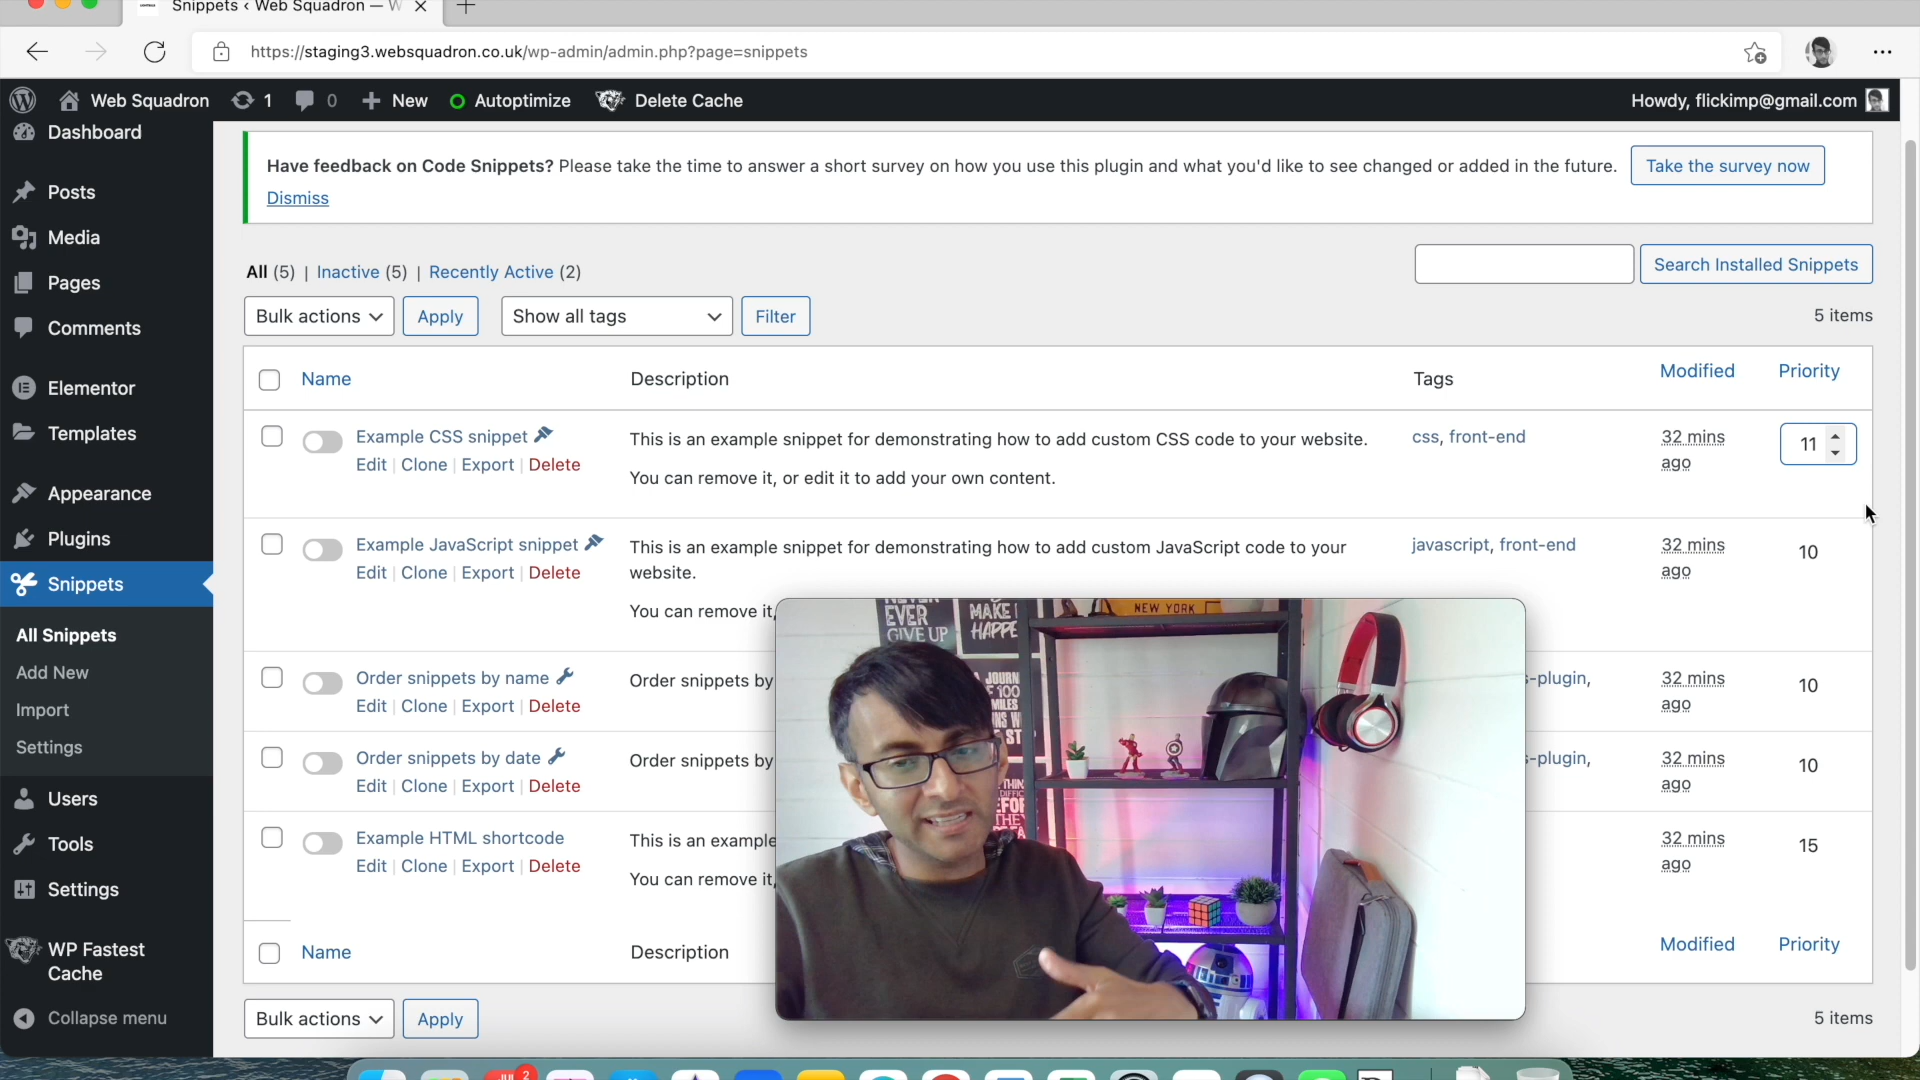 Snippets ‹ Web Squadron — W
https://staging3.websquadron.co.uk/wp-admin/admin.php?page=snippets
Web Squadron 1 0 New Autoptimize Delete Cache Howdy, flickimp@gmail.com
Dashboard
Posts
Media
Pages
Comments
Elementor
Templates
Appearance
Plugins
Snippets
All Snippets
Add New
Import
Settings
Users
Tools
Settings
WP Fastest
Cache
Collapse menu
Have feedback on Code Snippets? Please take the time to answer a short survey on how you use this plugin and what you'd like to see changed or added in the future. Take the survey now
Dismiss
All (5) | Inactive (5) | Recently Active (2)
Search Installed Snippets
Bulk actions Apply Show all tags Filter 5 items
Name Description Tags Modified Priority
Example CSS snippet This is an example snippet for demonstrating how to add custom CSS code to your website. css, front-end 32 mins 11
Edit | Clone | Export | Delete You can remove it, or edit it to add your own content. ago
Example JavaScript snippet This is an example snippet for demonstrating how to add custom JavaScript code to your javascript, front-end 32 mins 10
Edit | Clone | Export | Delete website. ago
You can remove it,
Order snippets by name Order snippets by s-plugin, 32 mins 10
Edit | Clone | Export | Delete ago
Order snippets by date Order snippets by s-plugin, 32 mins 10
Edit | Clone | Export | Delete ago
Example HTML shortcode This is an example 32 mins 15
Edit | Clone | Export | Delete You can remove it, ago
Name Description Modified Priority
Bulk actions Apply 5 items
EVER
GIVE UP
MAKE
HAPPE
NEW YORK
JOURN
100
MILES
2